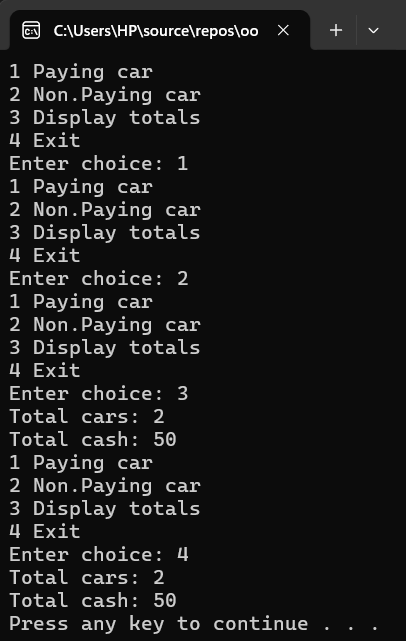 C:\Users\HP\source\repos\oo
1 Paying car
2 Non.Paying car
3 Display totals
4 Exit
Enter choice: 1
1 Paying car
2 Non.Paying car
3 Display totals
4 Exit
Enter choice: 2
1 Paying car
2 Non.Paying car
3 Display totals
4 Exit
Enter choice: 3
Total cars: 2
Total cash: 50
1 Paying car
2 Non.Paying car
3 Display totals
4 Exit
Enter choice: 4
Total cars: 2
Total cash: 50
Press any key to continue . . .